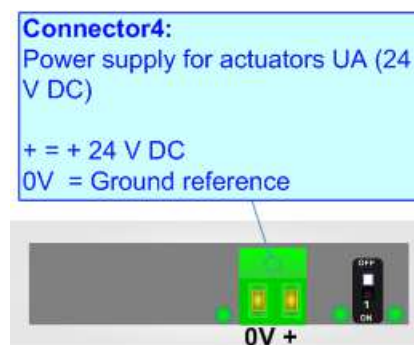 Connector4:
Power supply for actuators UA (24
V DC)
+ = + 24 V DC
0V = Ground reference
OFF
1
ON
0V +